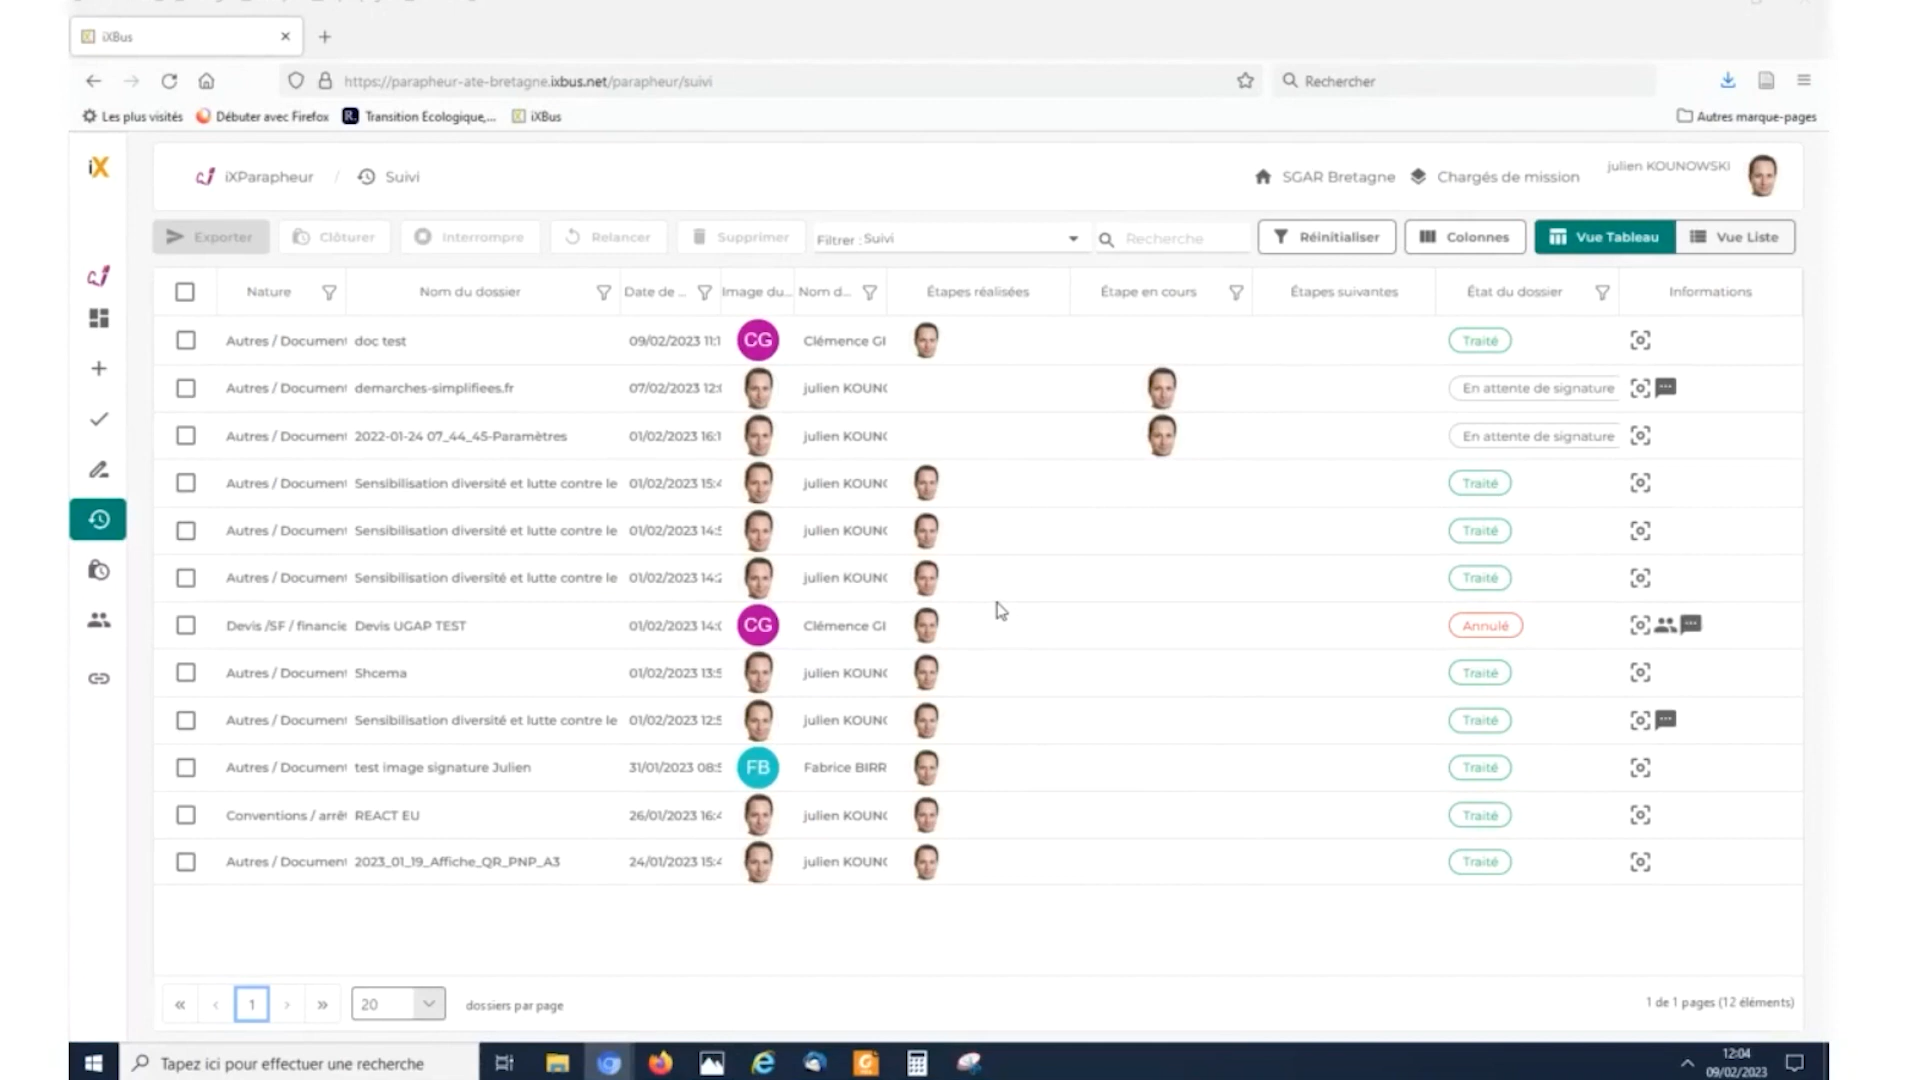 iXBus
https://parapheur-ate-bretagne.ixbus.net/parapheur/suivi
Rechercher
Les plus visités
Débuter avec Firefox
Transition Ecologique,...
iXBus
Autres marque-pages
iX
iXParapheur / Suivi
SGAR Bretagne
Chargés de mission
julien KOUNOWSKI
Exporter
Clôturer
Interrompre
Relancer
Supprimer
Filtrer : Suivi
Recherche
Réinitialiser
Colonnes
Vue Tableau
Vue Liste
Nature Nom du dossier Date de ... Image du... Nom d... Étapes réalisées Étape en cours Étapes suivantes État du dossier Informations
Autres / Document doc test 09/02/2023 11:1 CG Clémence GI Traité
Autres / Document demarches-simplifiees.fr 07/02/2023 12:( julien KOUN( En attente de signature
Autres / Document 2022-01-24 07_44_45-Paramètres 01/02/2023 16:1 julien KOUN( En attente de signature
Autres / Document Sensibilisation diversité et lutte contre le 01/02/2023 15:4 julien KOUN( Traité
Autres / Document Sensibilisation diversité et lutte contre le 01/02/2023 14:5 julien KOUN( Traité
Autres / Document Sensibilisation diversité et lutte contre le 01/02/2023 14:2 julien KOUN( Traité
Devis /SF / financie Devis UGAP TEST 01/02/2023 14:( CG Clémence GI Annulé
Autres / Document Shcema 01/02/2023 13:5 julien KOUN( Traité
Autres / Document Sensibilisation diversité et lutte contre le 01/02/2023 12:5 julien KOUN( Traité
Autres / Document test image signature Julien 31/01/2023 08:5 FB Fabrice BIRR Traité
Conventions / arrêt REACT EU 26/01/2023 16:4 julien KOUN( Traité
Autres / Document 2023_01_19_Affiche_QR_PNP_A3 24/01/2023 15:4 julien KOUN( Traité
« ‹ 1 › » 20 dossiers par page
1 de 1 pages (12 éléments)
Tapez ici pour effectuer une recherche
12:04
09/02/2023